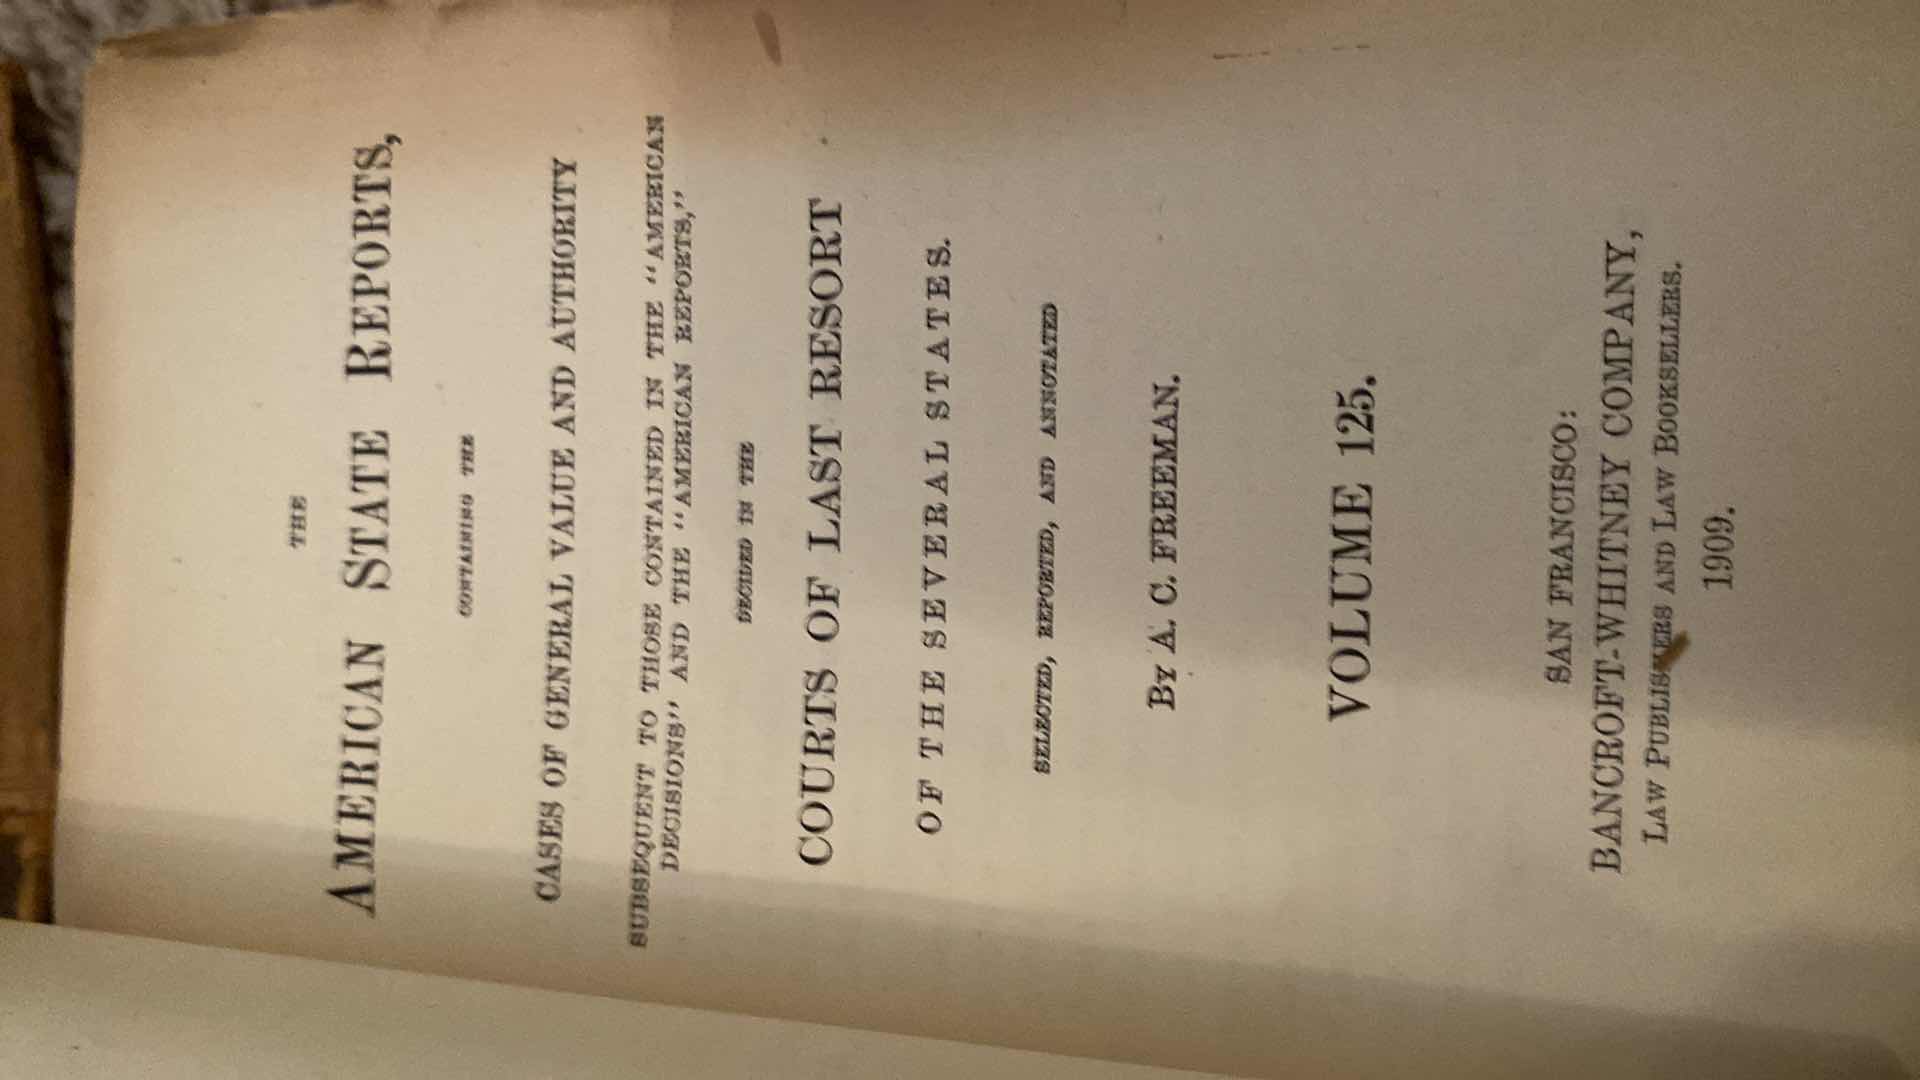 THE
AMERICAN STATE REPORTS,
CONTAINING THE
CASES OF GENERAL VALUE AND AUTHORITY
SUBSEQUENT TO THOSE CONTAINED IN THE "AMERICAN
DECISIONS" AND THE "AMERICAN REPORTS,"
DECIDED IN THE
COURTS OF LAST RESORT
OF THE SEVERAL STATES.
SELECTED, REPORTED, AND ANNOTATED
BY A. C. FREEMAN.
VOLUME 125.
SAN FRANCISCO:
BANCROFT-WHITNEY COMPANY,
LAW PUBLISHERS AND LAW BOOKSELLERS.
1909.